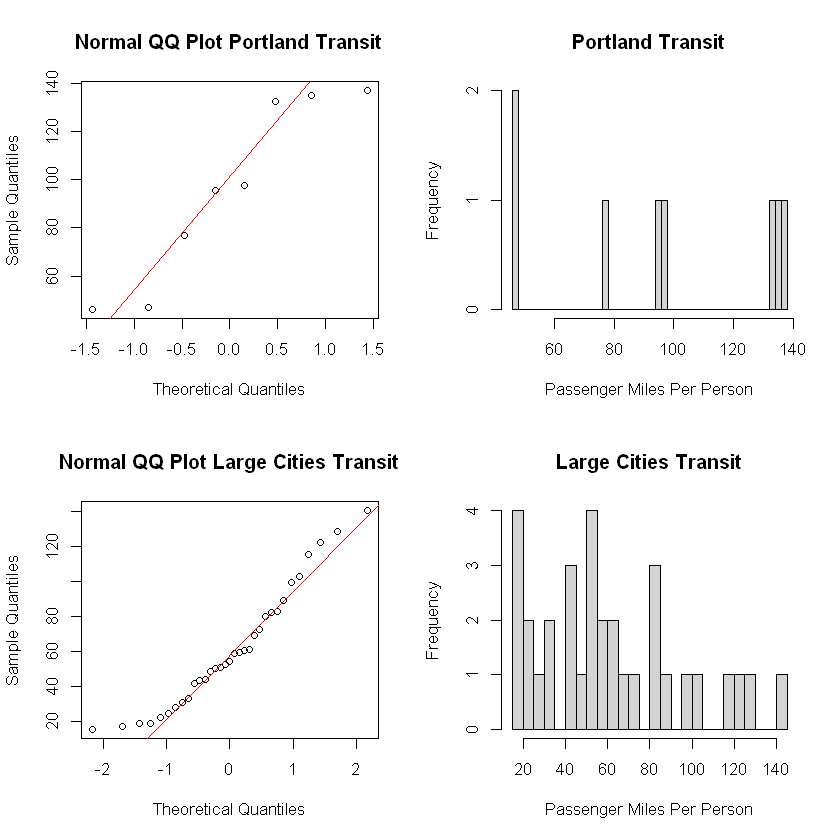 Normal QQ Plot Portland Transit
Sample Quantiles
140
120
100
80
60
-1.5 -1.0 -0.5 0.0 0.5 1.0 1.5
Theoretical Quantiles
Portland Transit
Frequency
2
1
0
60 80 100 120 140
Passenger Miles Per Person
Normal QQ Plot Large Cities Transit
Sample Quantiles
120
80
60
40
20
-2 -1 0 1 2
Theoretical Quantiles
Large Cities Transit
Frequency
4
3
2
1
0
20 40 60 80 100 120 140
Passenger Miles Per Person